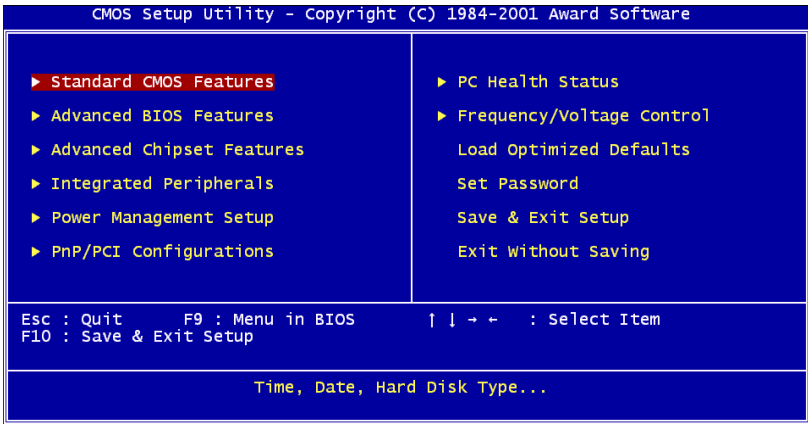 CMOS Setup Utility - Copyright (C) 1984-2001 Award Software
▶ Standard CMOS Features
▶ Advanced BIOS Features
▶ Advanced Chipset Features
▶ Integrated Peripherals
▶ Power Management Setup
▶ PnP/PCI Configurations
▶ PC Health Status
▶ Frequency/Voltage Control
Load Optimized Defaults
Set Password
Save & Exit Setup
Exit Without Saving
Esc : Quit F9 : Menu in BIOS ↑ ↓ → ← : Select Item
F10 : Save & Exit Setup
Time, Date, Hard Disk Type...